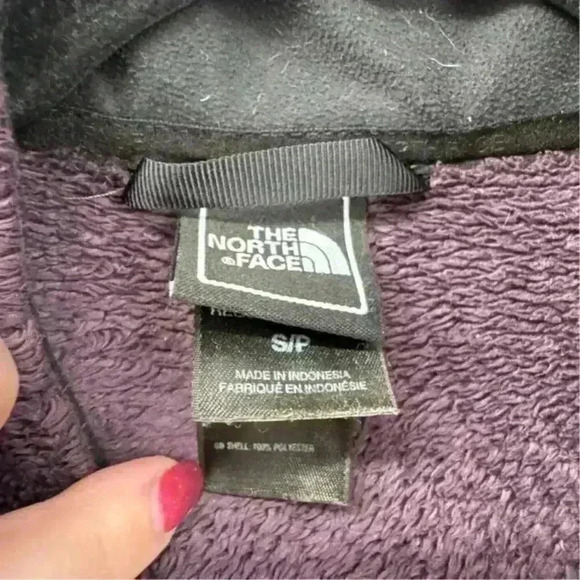 THE
NORTH
FACE
S/P
MADE IN INDONESIA
FABRIQUÉ EN INDONÉSIE
SHELL: 100% POLYESTER